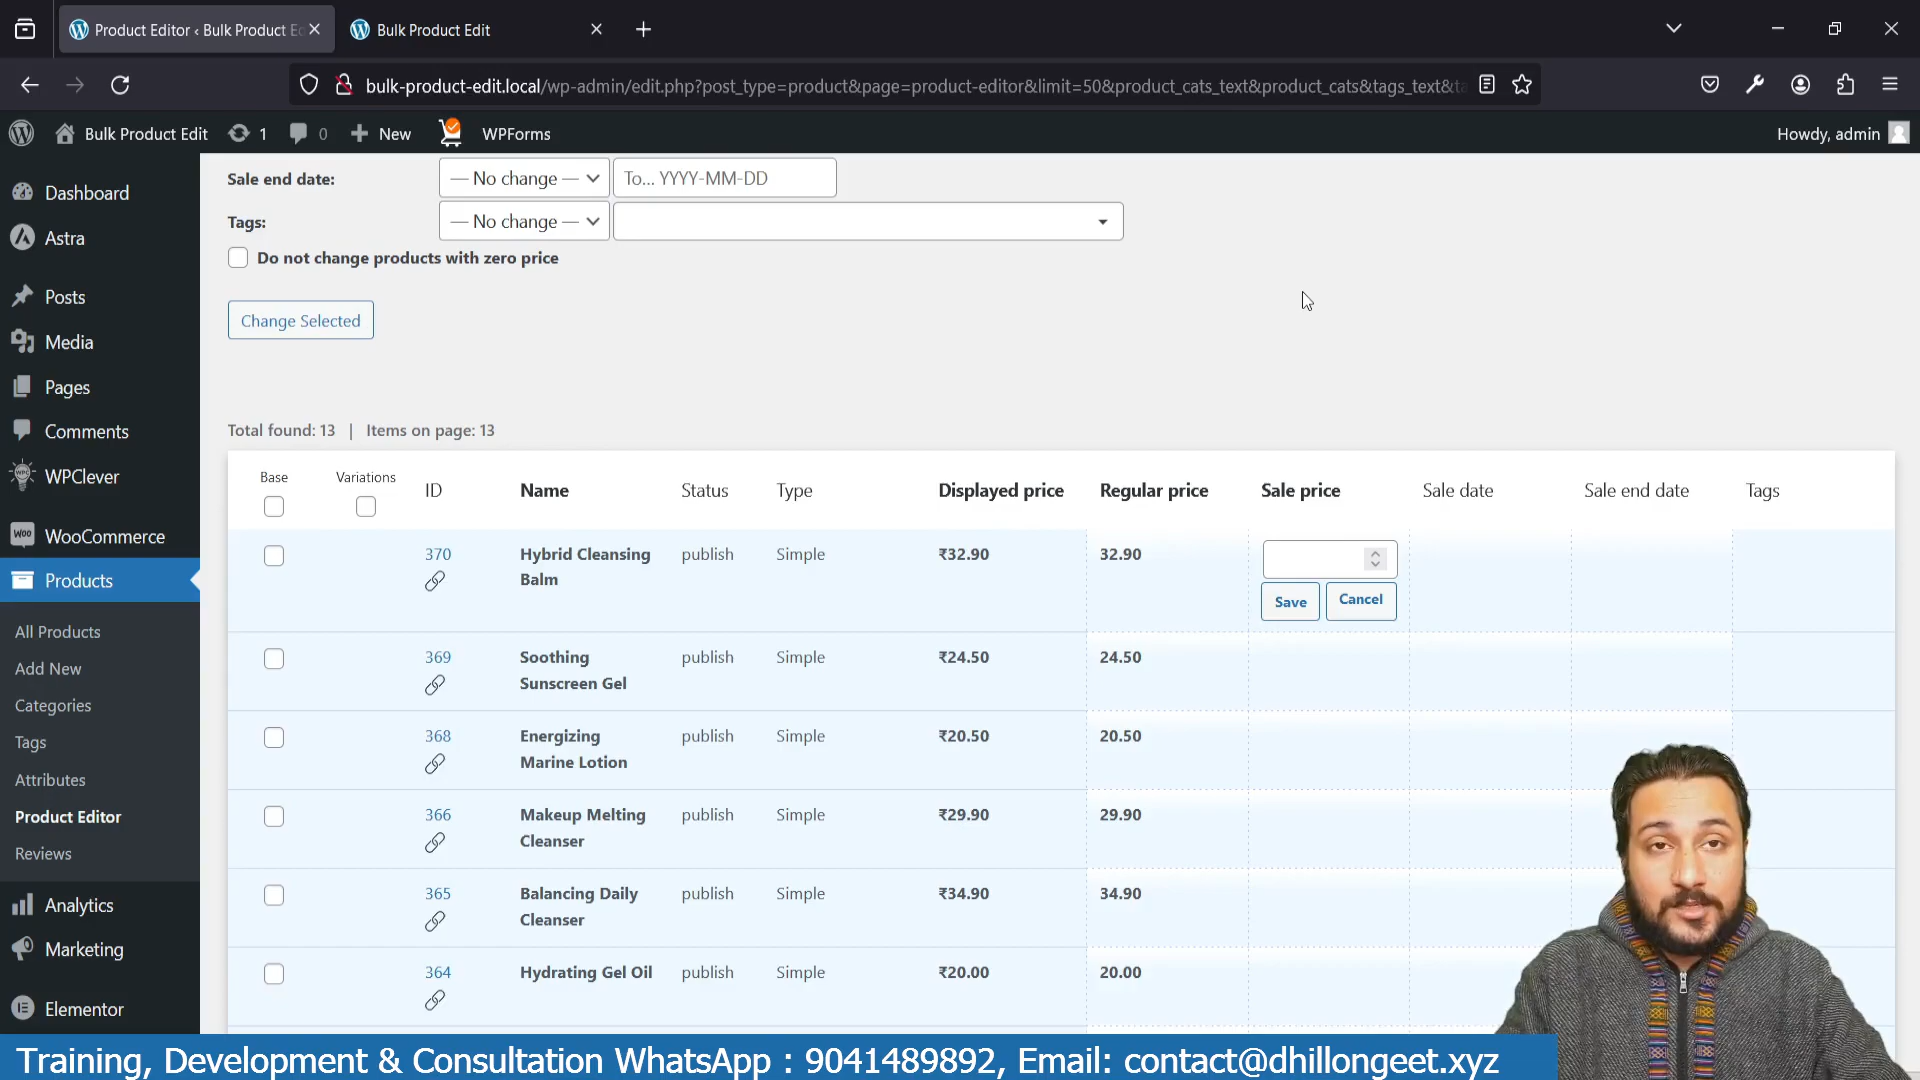 Product Editor ‹ Bulk Product Ed
Bulk Product Edit
bulk-product-edit.local/wp-admin/edit.php?post_type=product&page=product-editor&limit=50&product_cats_text&product_cats&tags_text&ta
Bulk Product Edit 1 0 New WPForms Howdy, admin
Dashboard
Astra
Posts
Media
Pages
Comments
WPClever
WooCommerce
Products
All Products
Add New
Categories
Tags
Attributes
Product Editor
Reviews
Analytics
Marketing
Elementor
Sale end date: — No change — To... YYYY-MM-DD
Tags: — No change —
Do not change products with zero price
Change Selected
Total found: 13 | Items on page: 13
Base Variations ID Name Status Type Displayed price Regular price Sale price Sale date Sale end date Tags
370 Hybrid Cleansing publish Simple ₹32.90 32.90
Balm
Save Cancel
369 Soothing publish Simple ₹24.50 24.50
Sunscreen Gel
368 Energizing publish Simple ₹20.50 20.50
Marine Lotion
366 Makeup Melting publish Simple ₹29.90 29.90
Cleanser
365 Balancing Daily publish Simple ₹34.90 34.90
Cleanser
364 Hydrating Gel Oil publish Simple ₹20.00 20.00
Training, Development & Consultation WhatsApp : 9041489892, Email: contact@dhillongeet.xyz